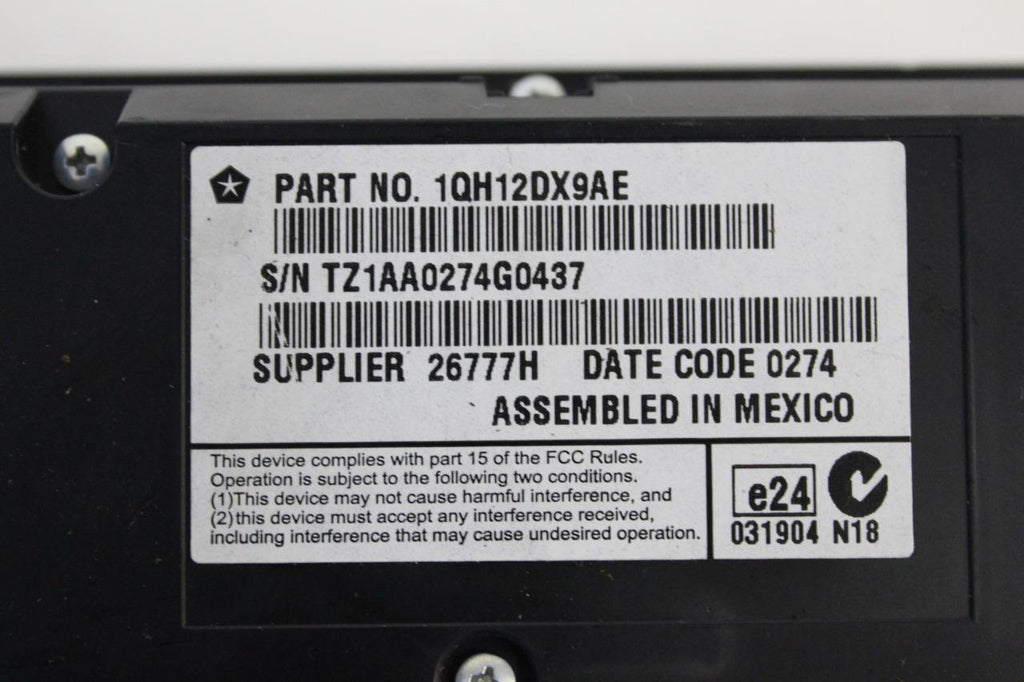 PART NO. 1QH12DX9AE
S/N TZ1AA0274G0437
SUPPLIER 26777H DATE CODE 0274
ASSEMBLED IN MEXICO
This device complies with part 15 of the FCC Rules.
Operation is subject to the following two conditions.
(1)This device may not cause harmful interference, and
(2)this device must accept any interference received,
including interference that may cause undesired operation.
e24
031904 N18